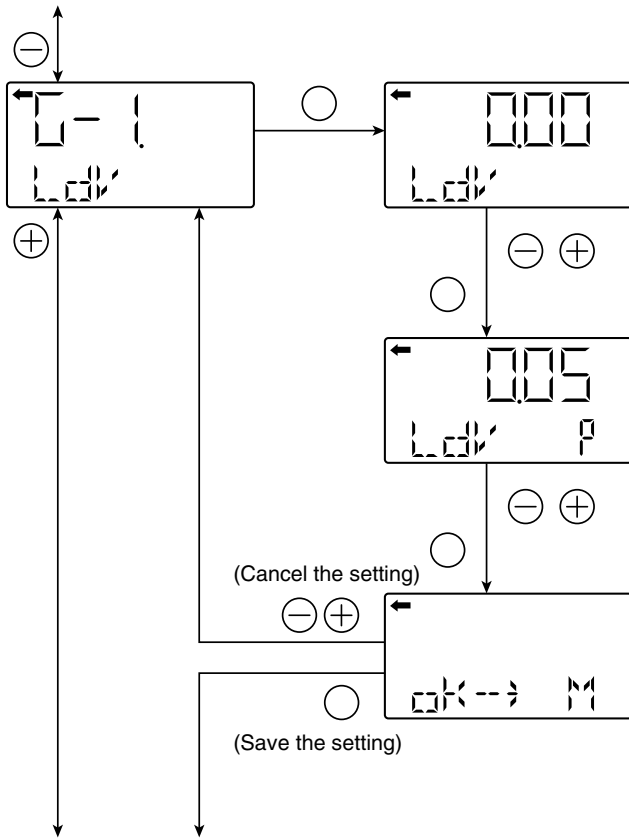 G-1.
LdV
0.00
LdV
0.05
LdV P
(Cancel the setting)
oK--> M
(Save the setting)